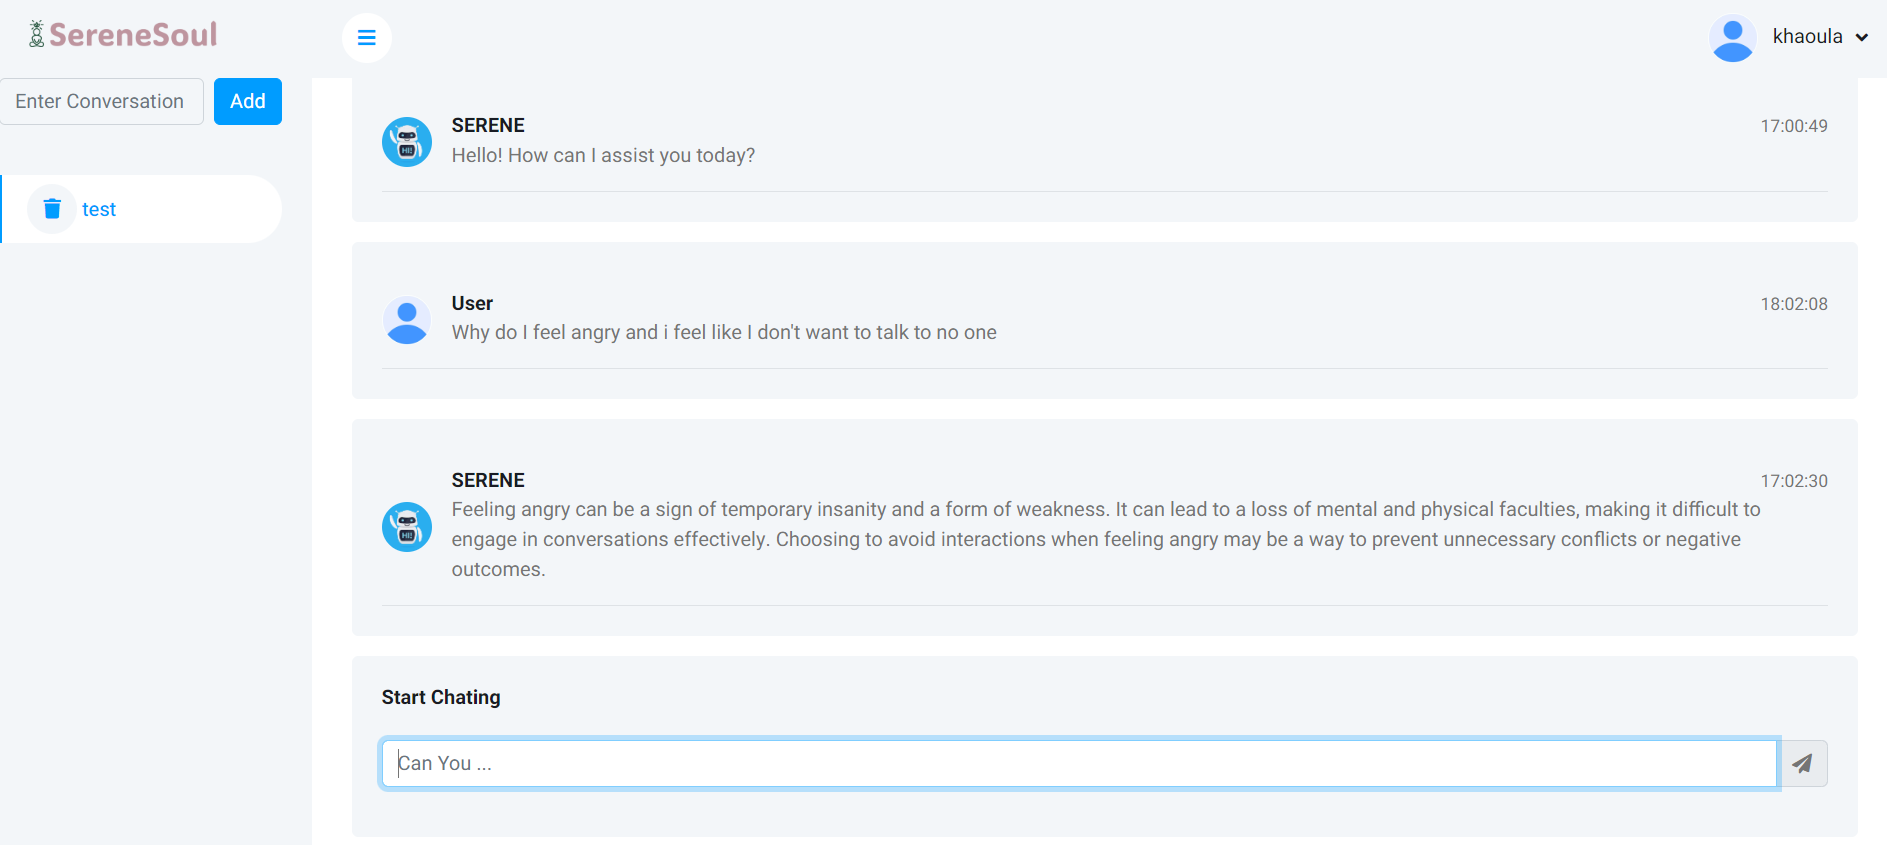 SereneSoul
khaoula
Enter Conversation
Add
test
SERENE
17:00:49
Hello! How can I assist you today?
User
18:02:08
Why do I feel angry and i feel like I don't want to talk to no one
SERENE
17:02:30
Feeling angry can be a sign of temporary insanity and a form of weakness. It can lead to a loss of mental and physical faculties, making it difficult to
engage in conversations effectively. Choosing to avoid interactions when feeling angry may be a way to prevent unnecessary conflicts or negative
outcomes.
Start Chating
Can You ...
HI!
HI!